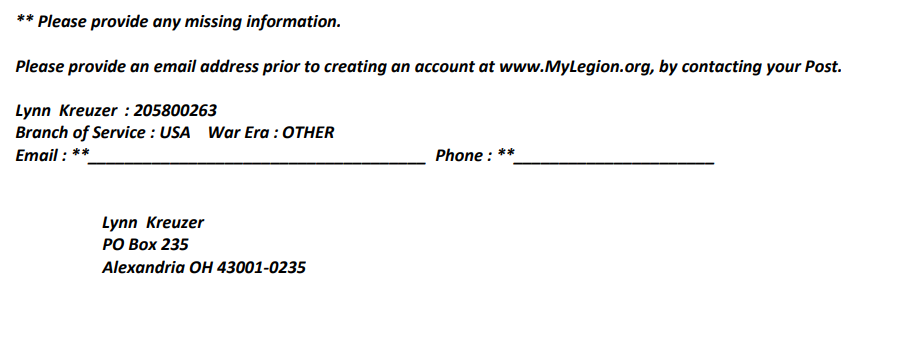 ** Please provide any missing information.
Please provide an email address prior to creating an account at www.MyLegion.org, by contacting your Post.
Lynn Kreuzer : 205800263
Branch of Service : USA War Era : OTHER
Email : **_____________________________________ Phone : **______________________
Lynn Kreuzer
PO Box 235
Alexandria OH 43001-0235